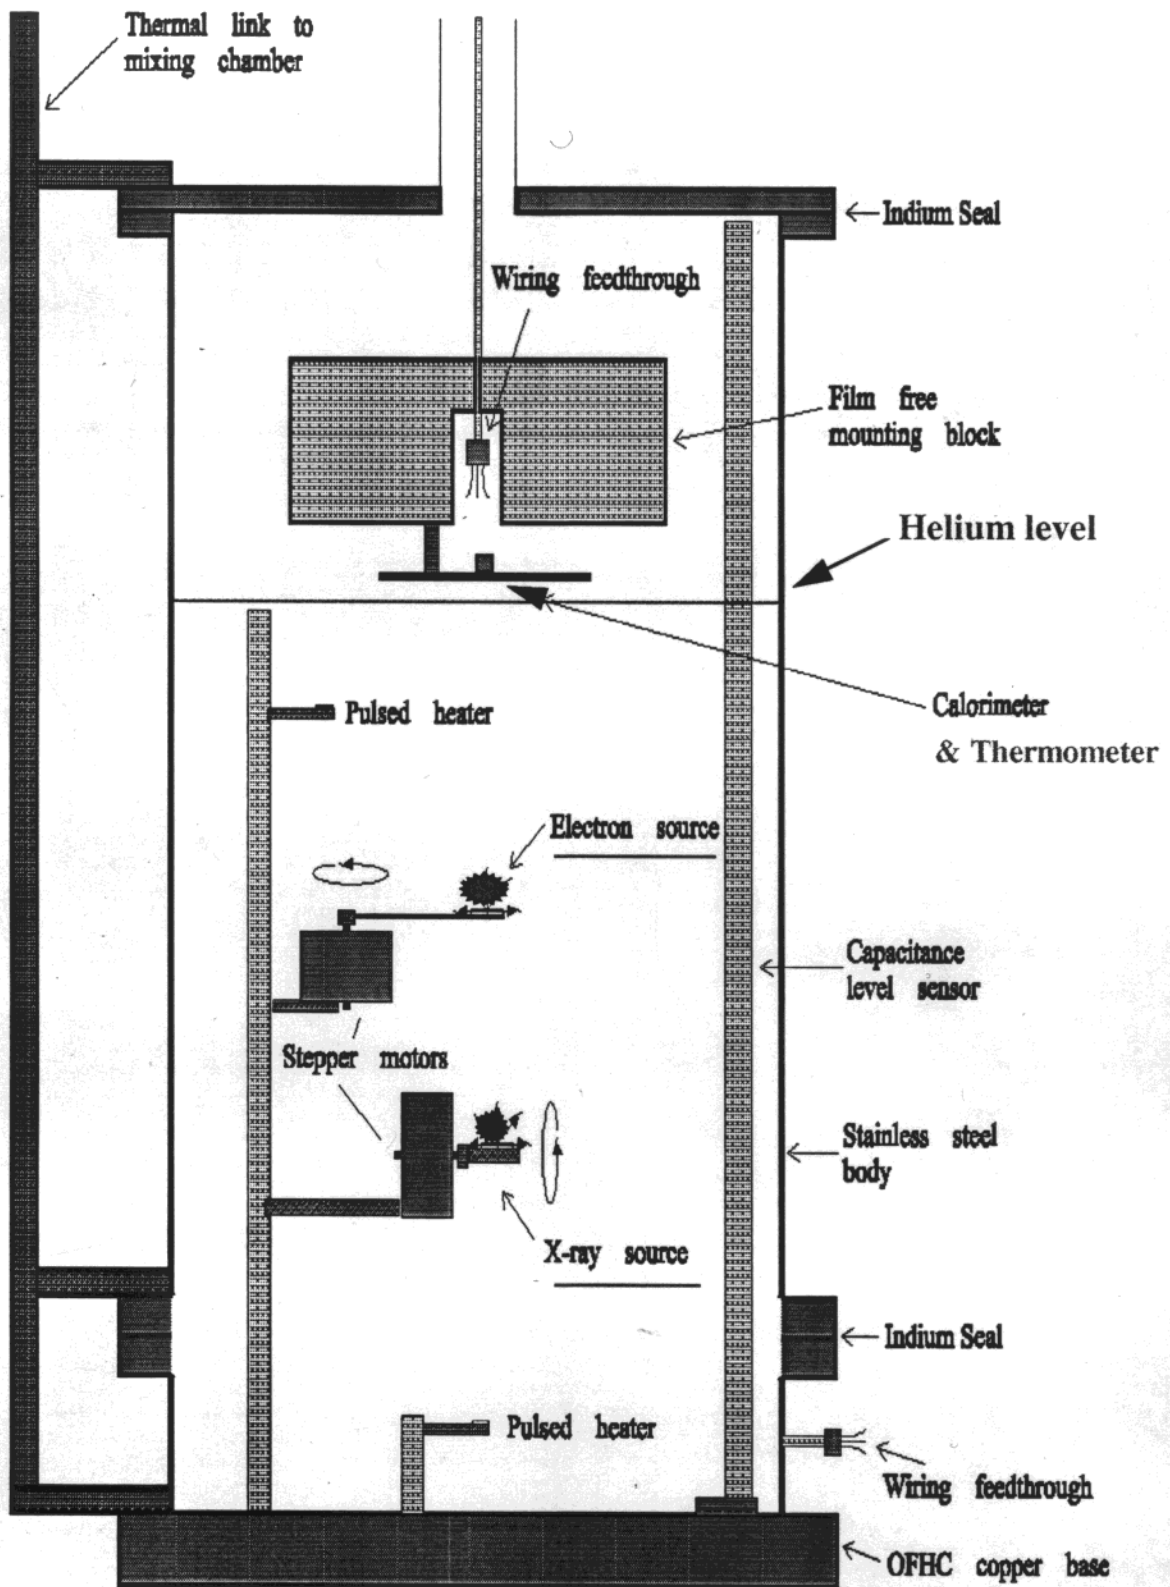 Thermal link to
mixing chamber
Indium Seal
Wiring feedthrough
Film free
mounting block
Helium level
Pulsed heater
Calorimeter
& Thermometer
Electron source
Capacitance
level sensor
Stepper motors
Stainless steel
body
X-ray source
Indium Seal
Pulsed heater
Wiring feedthrough
OFHC copper base